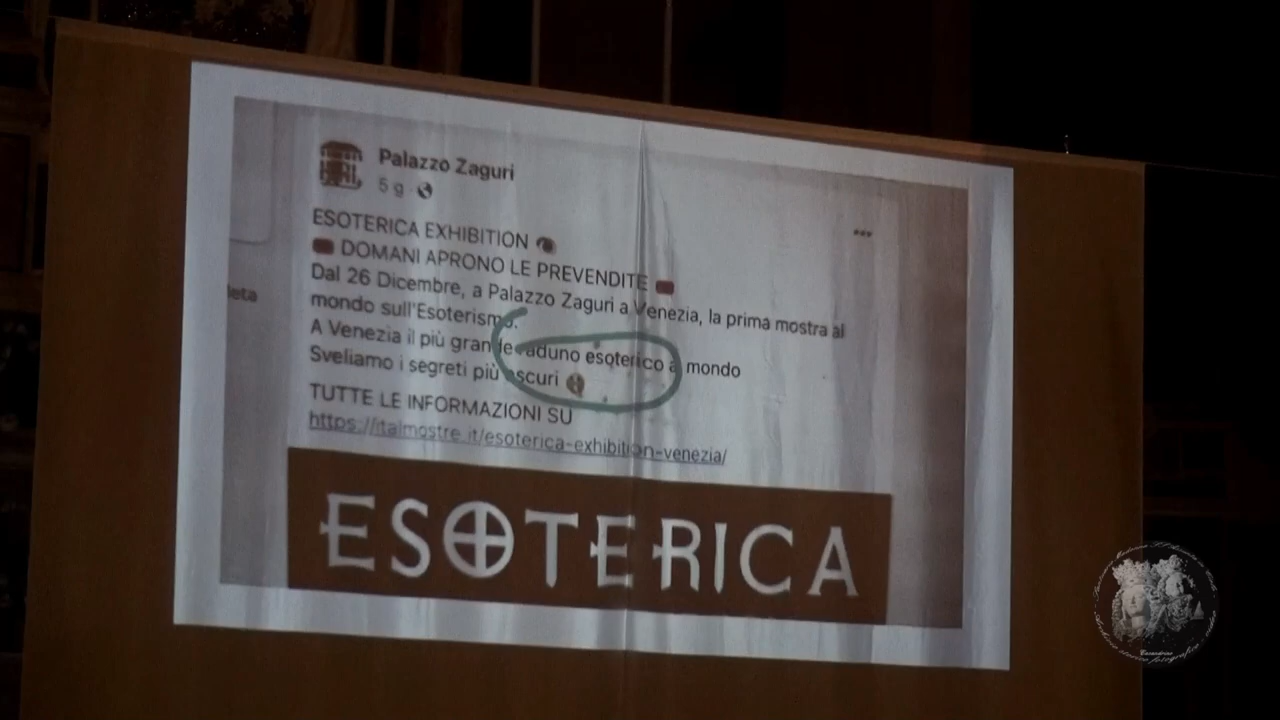 Palazzo Zaguri
5 g
ESOTERICA EXHIBITION
DOMANI APRONO LE PREVENDITE
Dal 26 Dicembre, a Palazzo Zaguri a Venezia, la prima mostra al
mondo sull'Esoterismo.
A Venezia il più grande raduno esoterico al mondo
Sveliamo i segreti più oscuri
TUTTE LE INFORMAZIONI SU
https://italmostre.it/esoterica-exhibition-venezia/
ESOTERICA